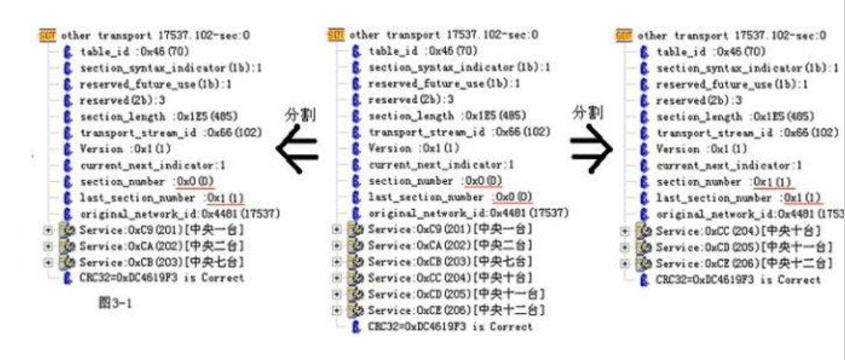 SDT other transport 17537.102-sec:0
table_id :0x46(70)
section_syntax_indicator(1b):1
reserved_future_use(1b):1
reserved(2b):3
section_length :0x1E5(485)
transport_stream_id :0x66(102)
Version :0x1(1)
current_next_indicator:1
section_number :0x0(0)
last_section_number :0x1(1)
original_network_id:0x4481(17537)
Service:0xC9(201)[中央一台]
Service:0xCA(202)[中央二台]
Service:0xCB(203)[中央七台]
CRC32=0xDC4619F3 is Correct
图3-1
分割
SDT other transport 17537.102-sec:0
table_id :0x46(70)
section_syntax_indicator(1b):1
reserved_future_use(1b):1
reserved(2b):3
section_length :0x1E5(485)
transport_stream_id :0x66(102)
Version :0x1(1)
current_next_indicator:1
section_number :0x0(0)
last_section_number :0x0(0)
original_network_id:0x4481(17537)
Service:0xC9(201)[中央一台]
Service:0xCA(202)[中央二台]
Service:0xCB(203)[中央七台]
Service:0xCC(204)[中央十台]
Service:0xCD(205)[中央十一台]
Service:0xCE(206)[中央十二台]
CRC32=0xDC4619F3 is Correct
分割
SDT other transport 17537.102-sec:0
table_id :0x46(70)
section_syntax_indicator(1b):1
reserved_future_use(1b):1
reserved(2b):3
section_length :0x1E5(485)
transport_stream_id :0x66(102)
Version :0x1(1)
current_next_indicator:1
section_number :0x1(1)
last_section_number :0x1(1)
original_network_id:0x4481(1753
Service:0xCC(204)[中央十台]
Service:0xCD(205)[中央十一台]
Service:0xCE(206)[中央十二台]
CRC32=0xDC4619F3 is Correct